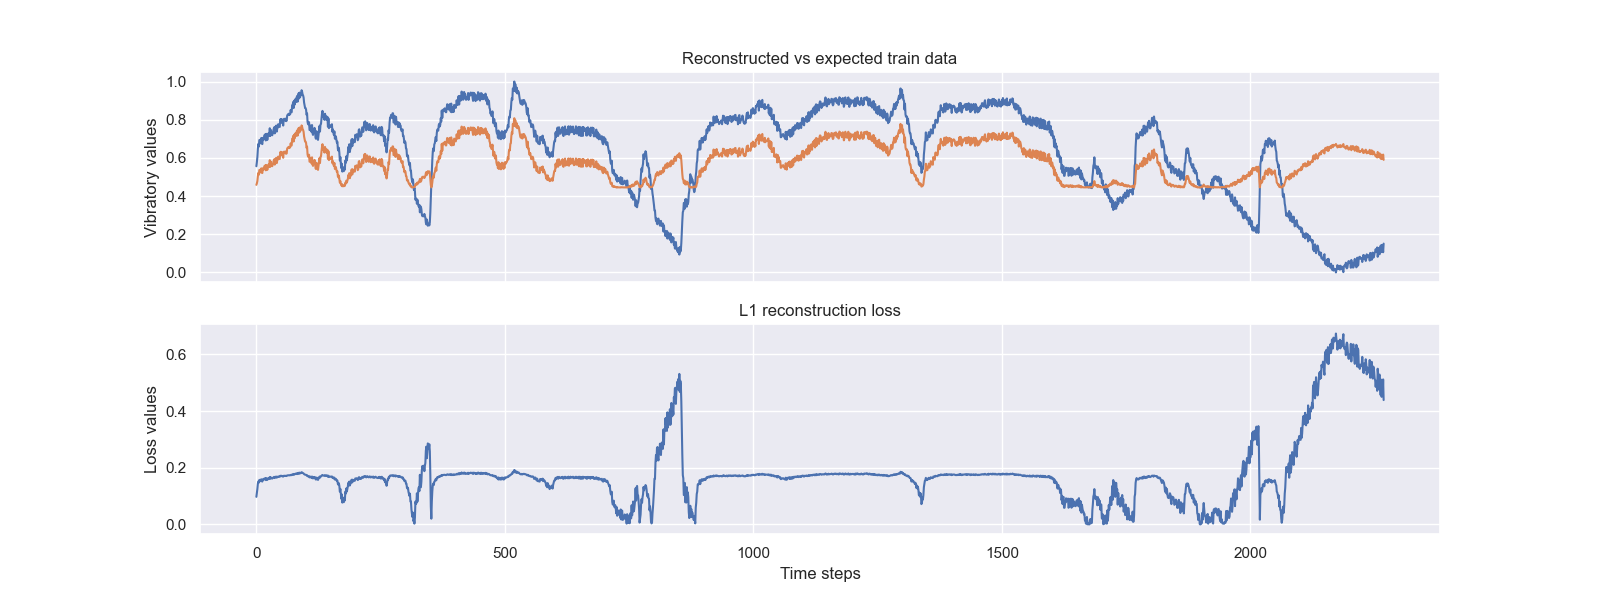 Reconstructed vs expected train data
Vibratory values
1.0
0.8
0.6
0.4
0.2
0.0
L1 reconstruction loss
Loss values
0.6
0.4
0.2
0.0
0 500 1000 1500 2000
Time steps